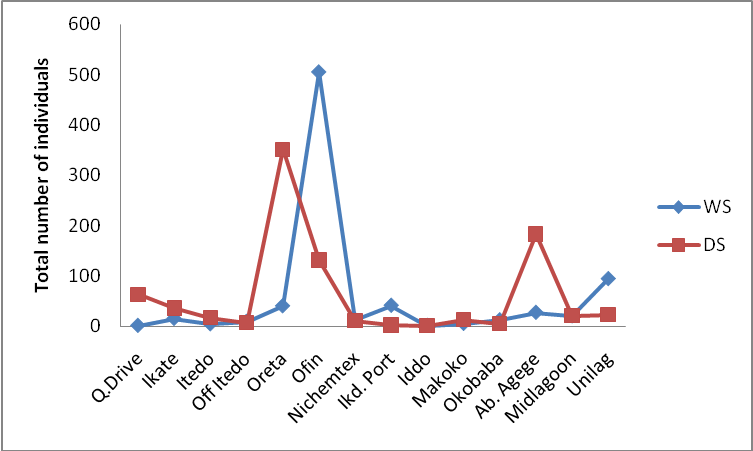 600
500
400
300
200
100
0
Total number of individuals
Q.Drive
Ikate
Itedo
Off Itedo
Oreta
Ofin
Nichemtex
Ikd. Port
Iddo
Makoko
Okobaba
Ab. Agege
Midlagoon
Unilag
WS
DS